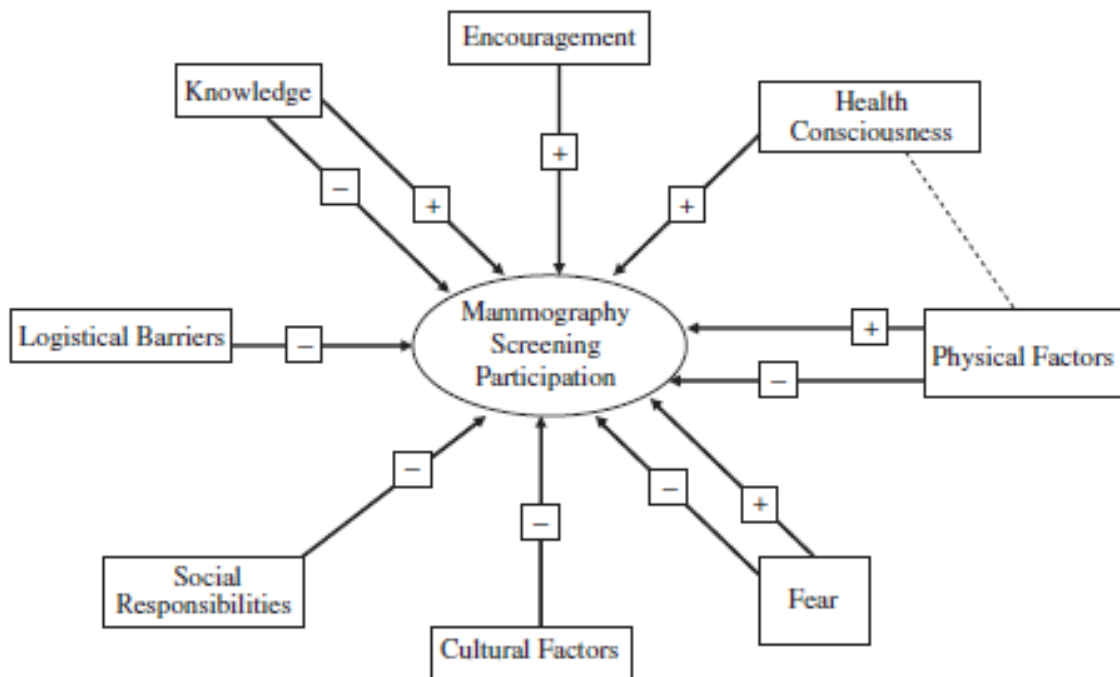 Encouragement
Knowledge
Health
Consciousness
+
−
+
+
Mammography
Screening
Participation
Logistical Barriers
−
+
Physical Factors
−
−
−
+
−
Social
Responsibilities
Fear
Cultural Factors